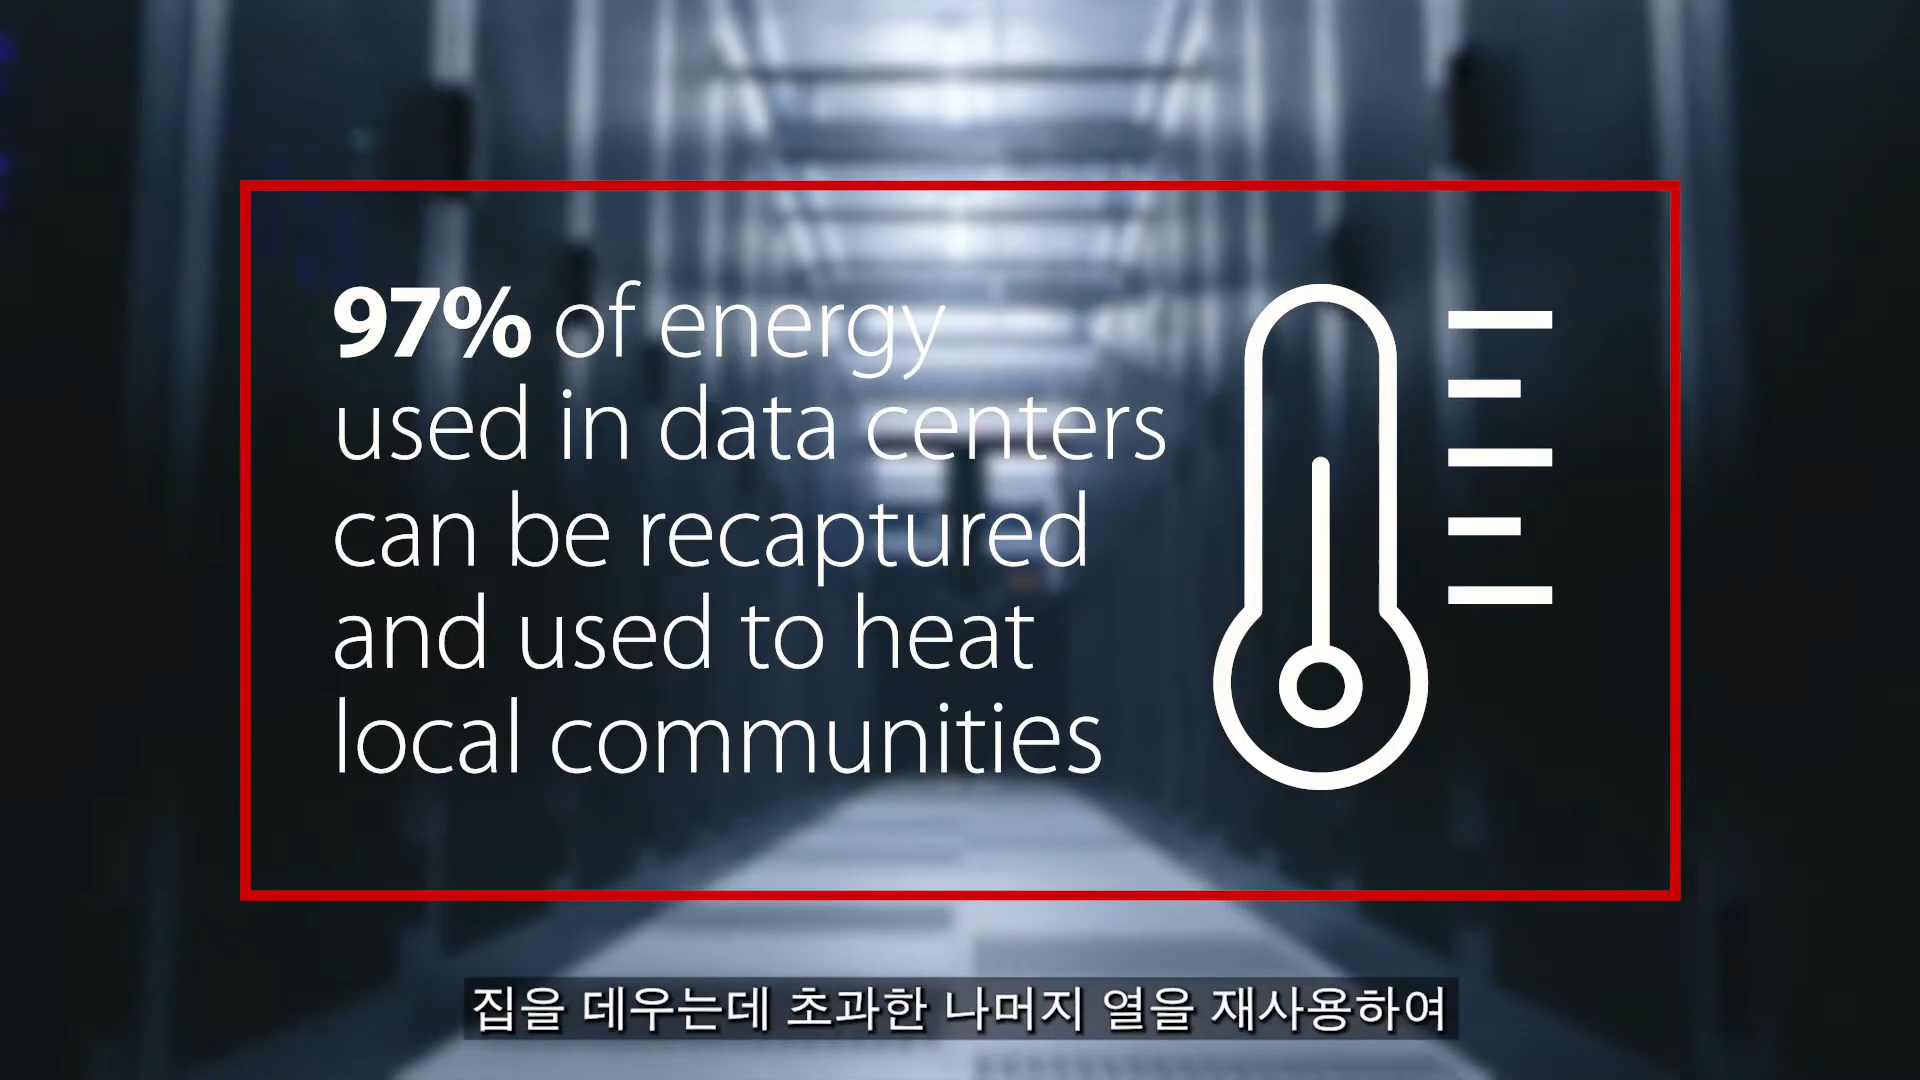 97% of energy
used in data centers
can be recaptured
and used to heat
local communities
집을 데우는데 초과한 나머지 열을 재사용하여